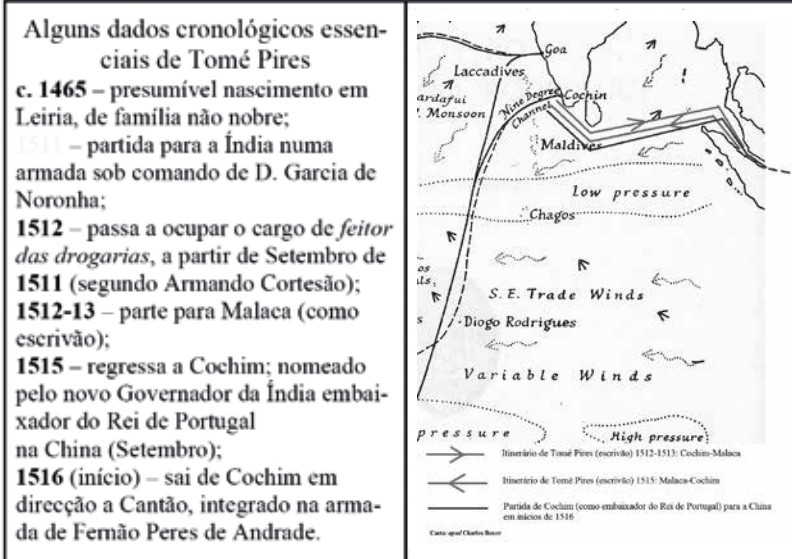 Alguns dados cronológicos essen-
ciais de Tomé Pires
c. 1465 – presumível nascimento em
Leiria, de família não nobre;
1511 – partida para a Índia numa
armada sob comando de D. Garcia de
Noronha;
1512 – passa a ocupar o cargo de feitor
das drogarias, a partir de Setembro de
1511 (segundo Armando Cortesão);
1512-13 – parte para Malaca (como
escrivão);
1515 – regressa a Cochim; nomeado
pelo novo Governador da Índia embai-
xador do Rei de Portugal
na China (Setembro);
1516 (início) – sai de Cochim em
direcção a Cantão, integrado na arma-
da de Fernão Peres de Andrade.
Goa
Laccadives
Cochin
Nine Degree
Channel
ardafui
Monsoon
Maldives
Low pressure
Chagos
os
S.E. Trade Winds
s
Diogo Rodrigues
Variable Winds
pressure
High pressure
Itinerário de Tomé Pires (escrivão) 1512-1513: Cochim-Malaca
Itinerário de Tomé Pires (escrivão) 1515: Malaca-Cochim
Partida de Cochim (como embaixador do Rei de Portugal) para a China
em inícios de 1516
Carta: apud Charles Boxer